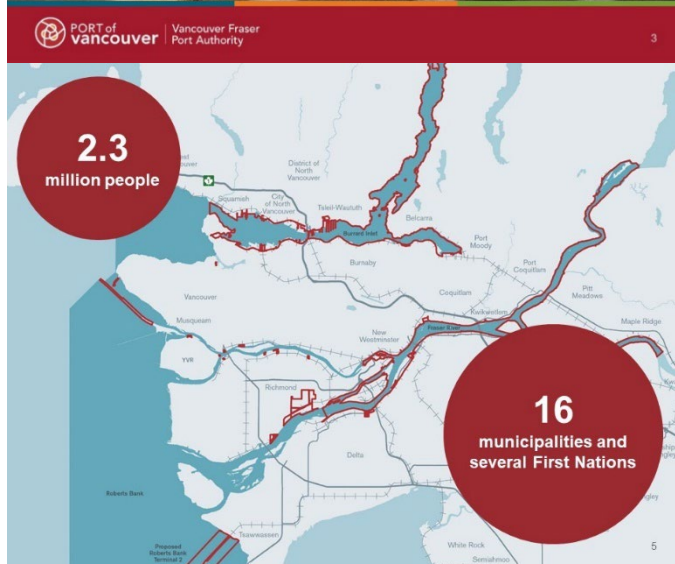 PORT of
vancouver
Vancouver Fraser
Port Authority
3
2.3
million people
Squamish
City
of North
Vancouver
District of
North
Vancouver
Tsleil-Waututh
Burrard Inlet
Belcarra
Port
Moody
Burnaby
Coquitlam
Port
Coquitlam
Pitt
Meadows
Maple Ridge
Vancouver
Musqueam
YVR
New
Westminster
Kwikwetlem
Fraser River
Richmond
Delta
16
municipalities and
several First Nations
Roberts Bank
Tsawwassen
Proposed
Roberts Bank
Terminal 2
White Rock
Semiahmoo
5